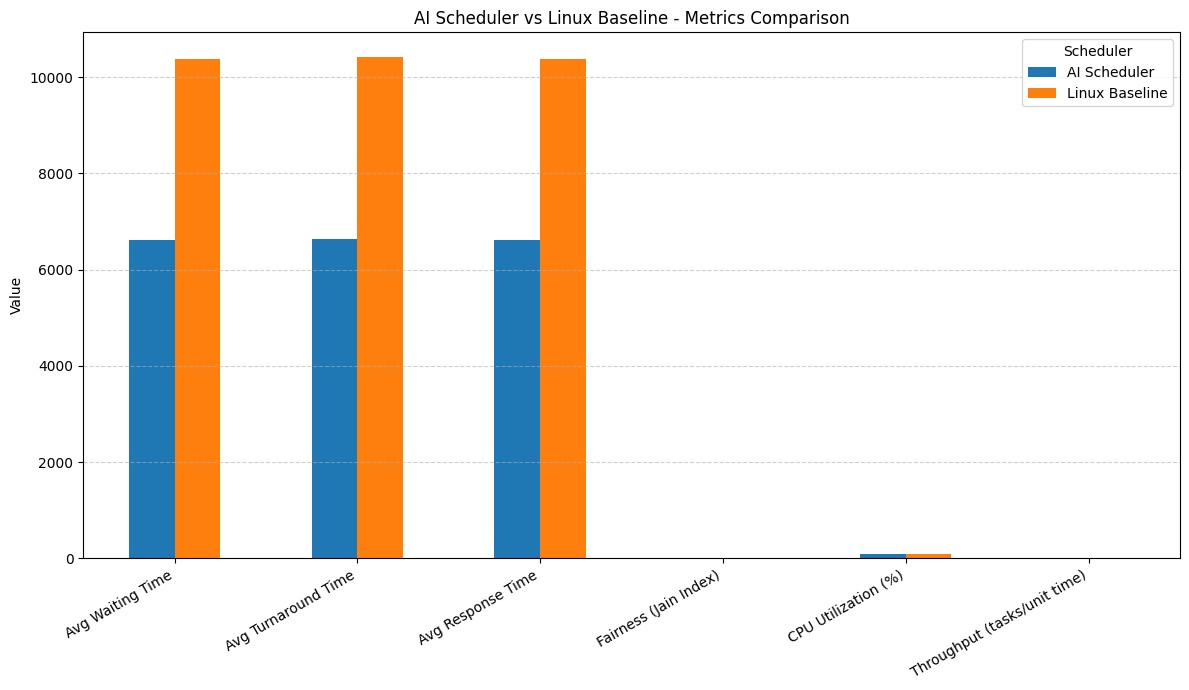 AI Scheduler vs Linux Baseline - Metrics Comparison
Scheduler
AI Scheduler
Linux Baseline
Value
10000
8000
6000
4000
2000
0
Avg Waiting Time
Avg Turnaround Time
Avg Response Time
Fairness (Jain Index)
CPU Utilization (%)
Throughput (tasks/unit time)